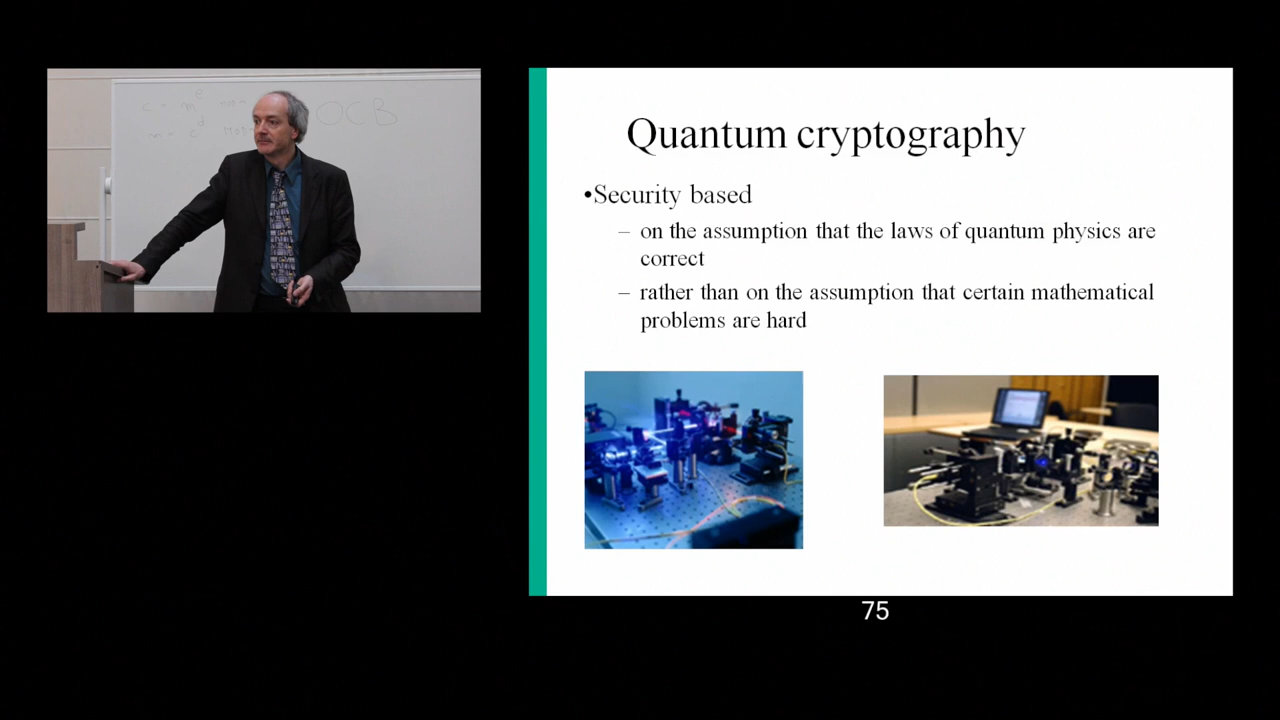 OCB
Quantum cryptography
•Security based
– on the assumption that the laws of quantum physics are
correct
– rather than on the assumption that certain mathematical
problems are hard
75